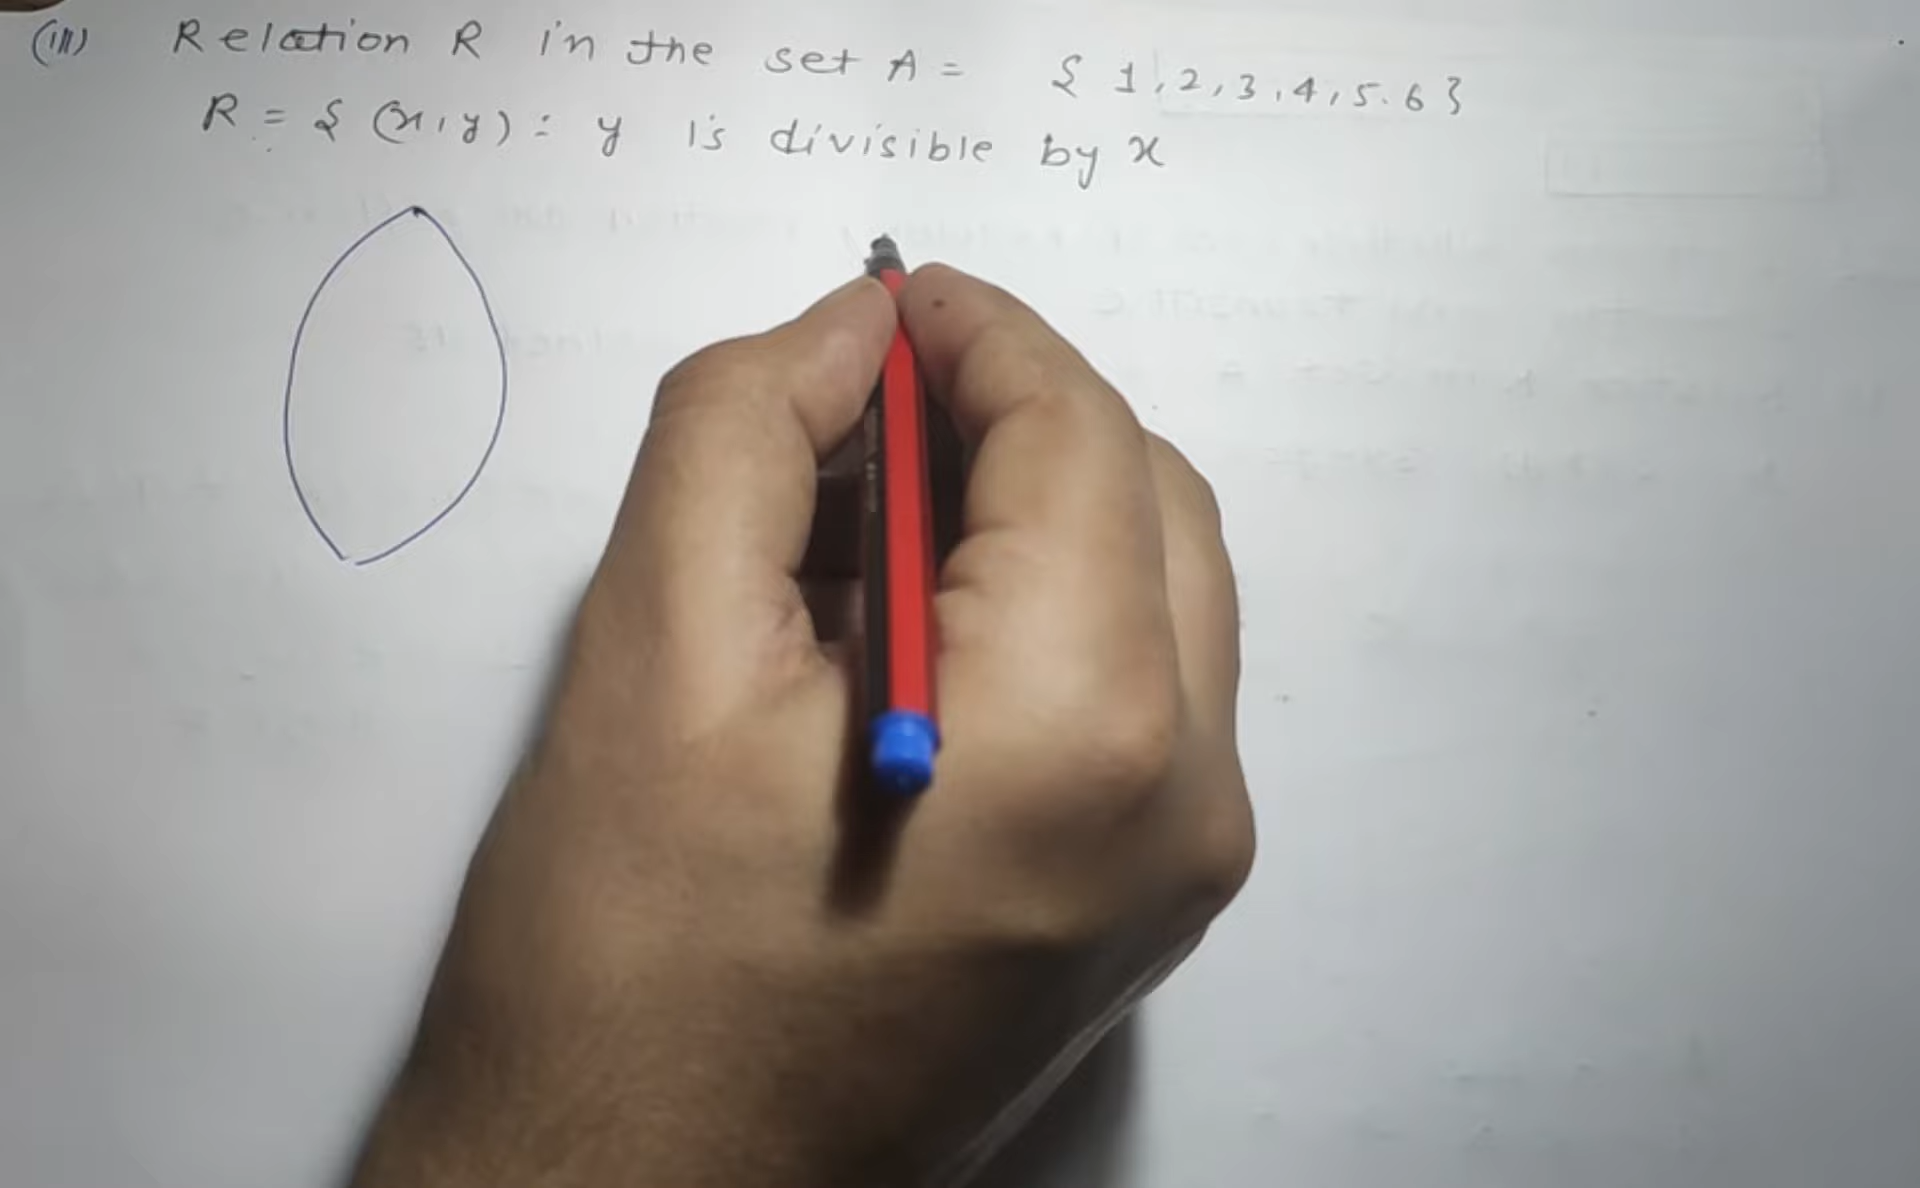 (iii) Relation R in the set A = { 1, 2, 3, 4, 5. 6 }
R = { (x, y) : y is divisible by x